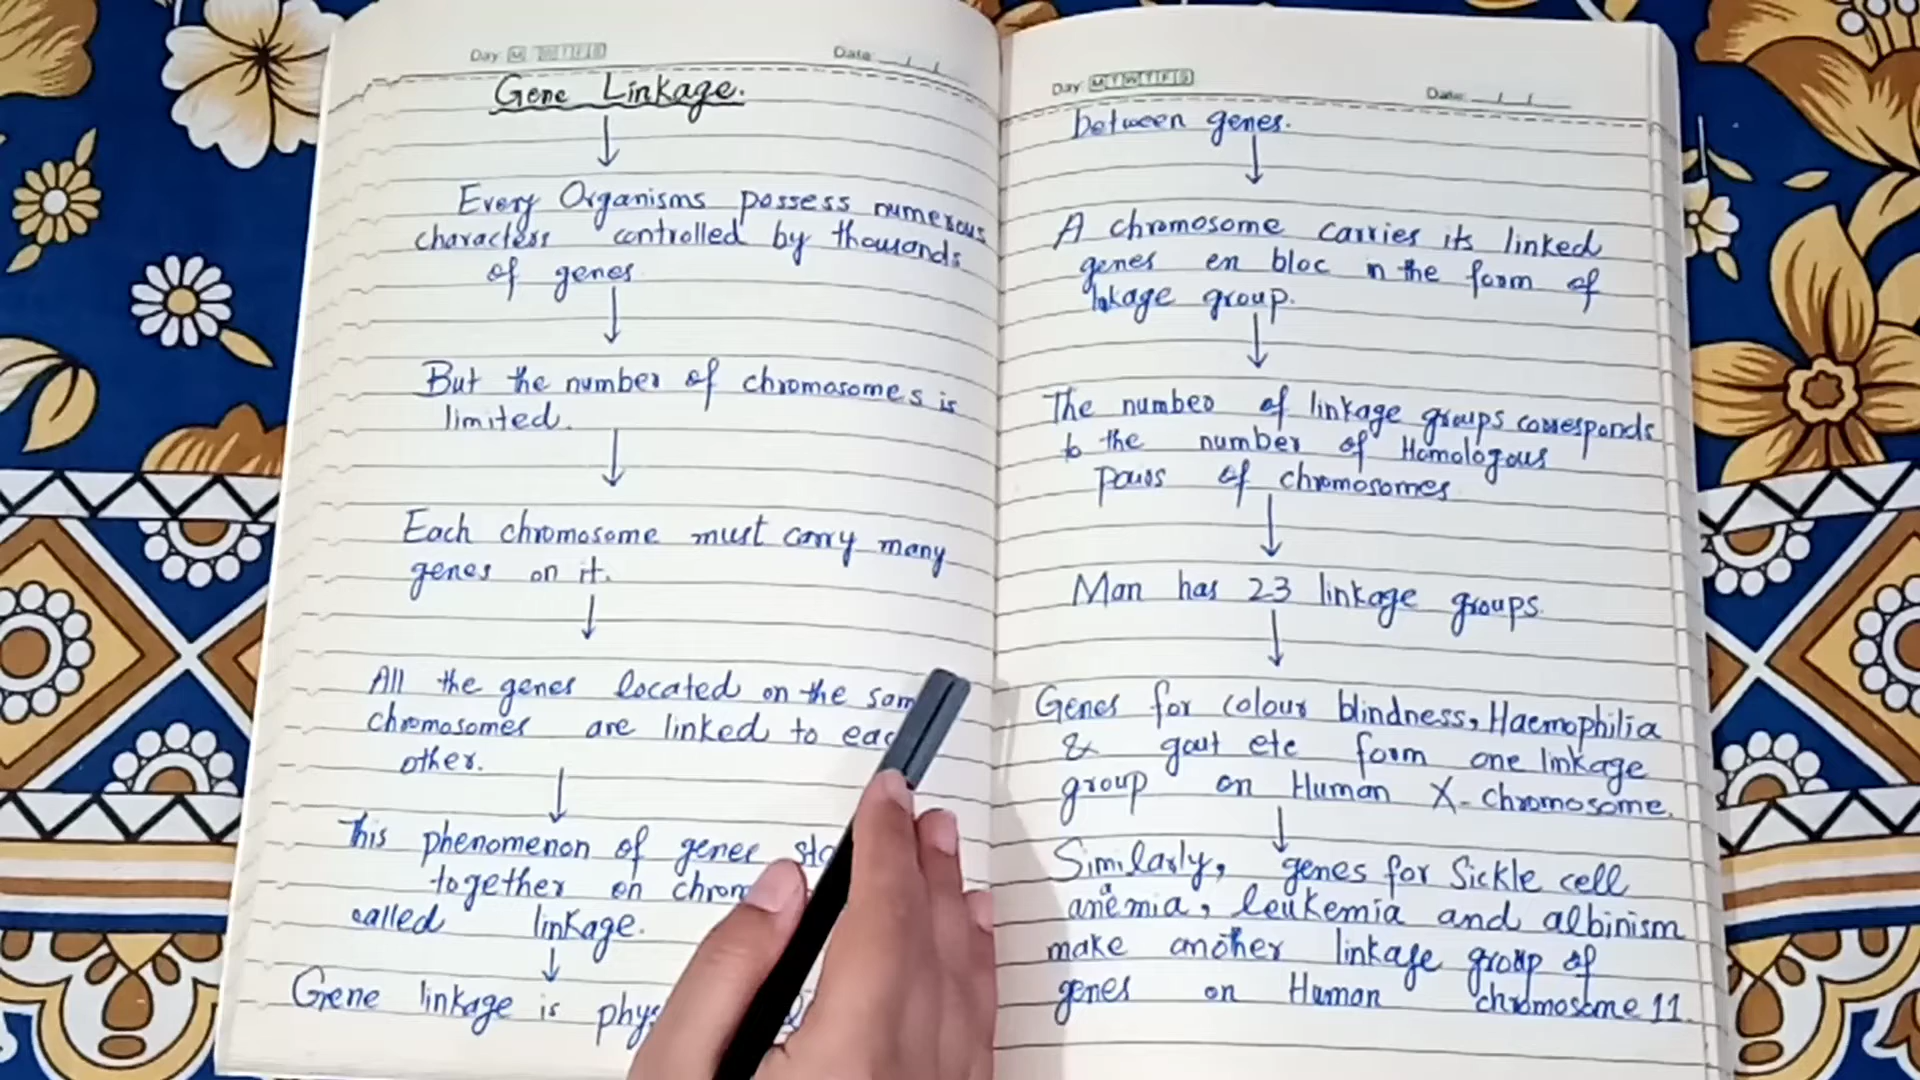 Day: M T W T F S
Date: __/__/__
Gene Linkage.
Every Organisms possess numerous
characters controlled by thousands
of genes
But the number of chromosomes is
limited.
Each chromosome must carry many
genes on it.
All the genes located on the
chromosomes are linked to
other.
This phenomenon of genes
together on
called linkage.
Gene linkage is
Day: M T W T F S
Date: __/__/__
between genes.
A chromosome carries its linked
genes en bloc in the form of
linkage group.
The number of linkage groups corresponds
to the number of Homologous
pairs of chromosomes
Man has 23 linkage groups.
Genes for colour blindness, Haemophilia
& gout etc form one linkage
group on Human X-chromosome.
Similarly, genes for Sickle cell
anemia, leukemia and albinism
make another linkage group of
genes on Human chromosome 11.